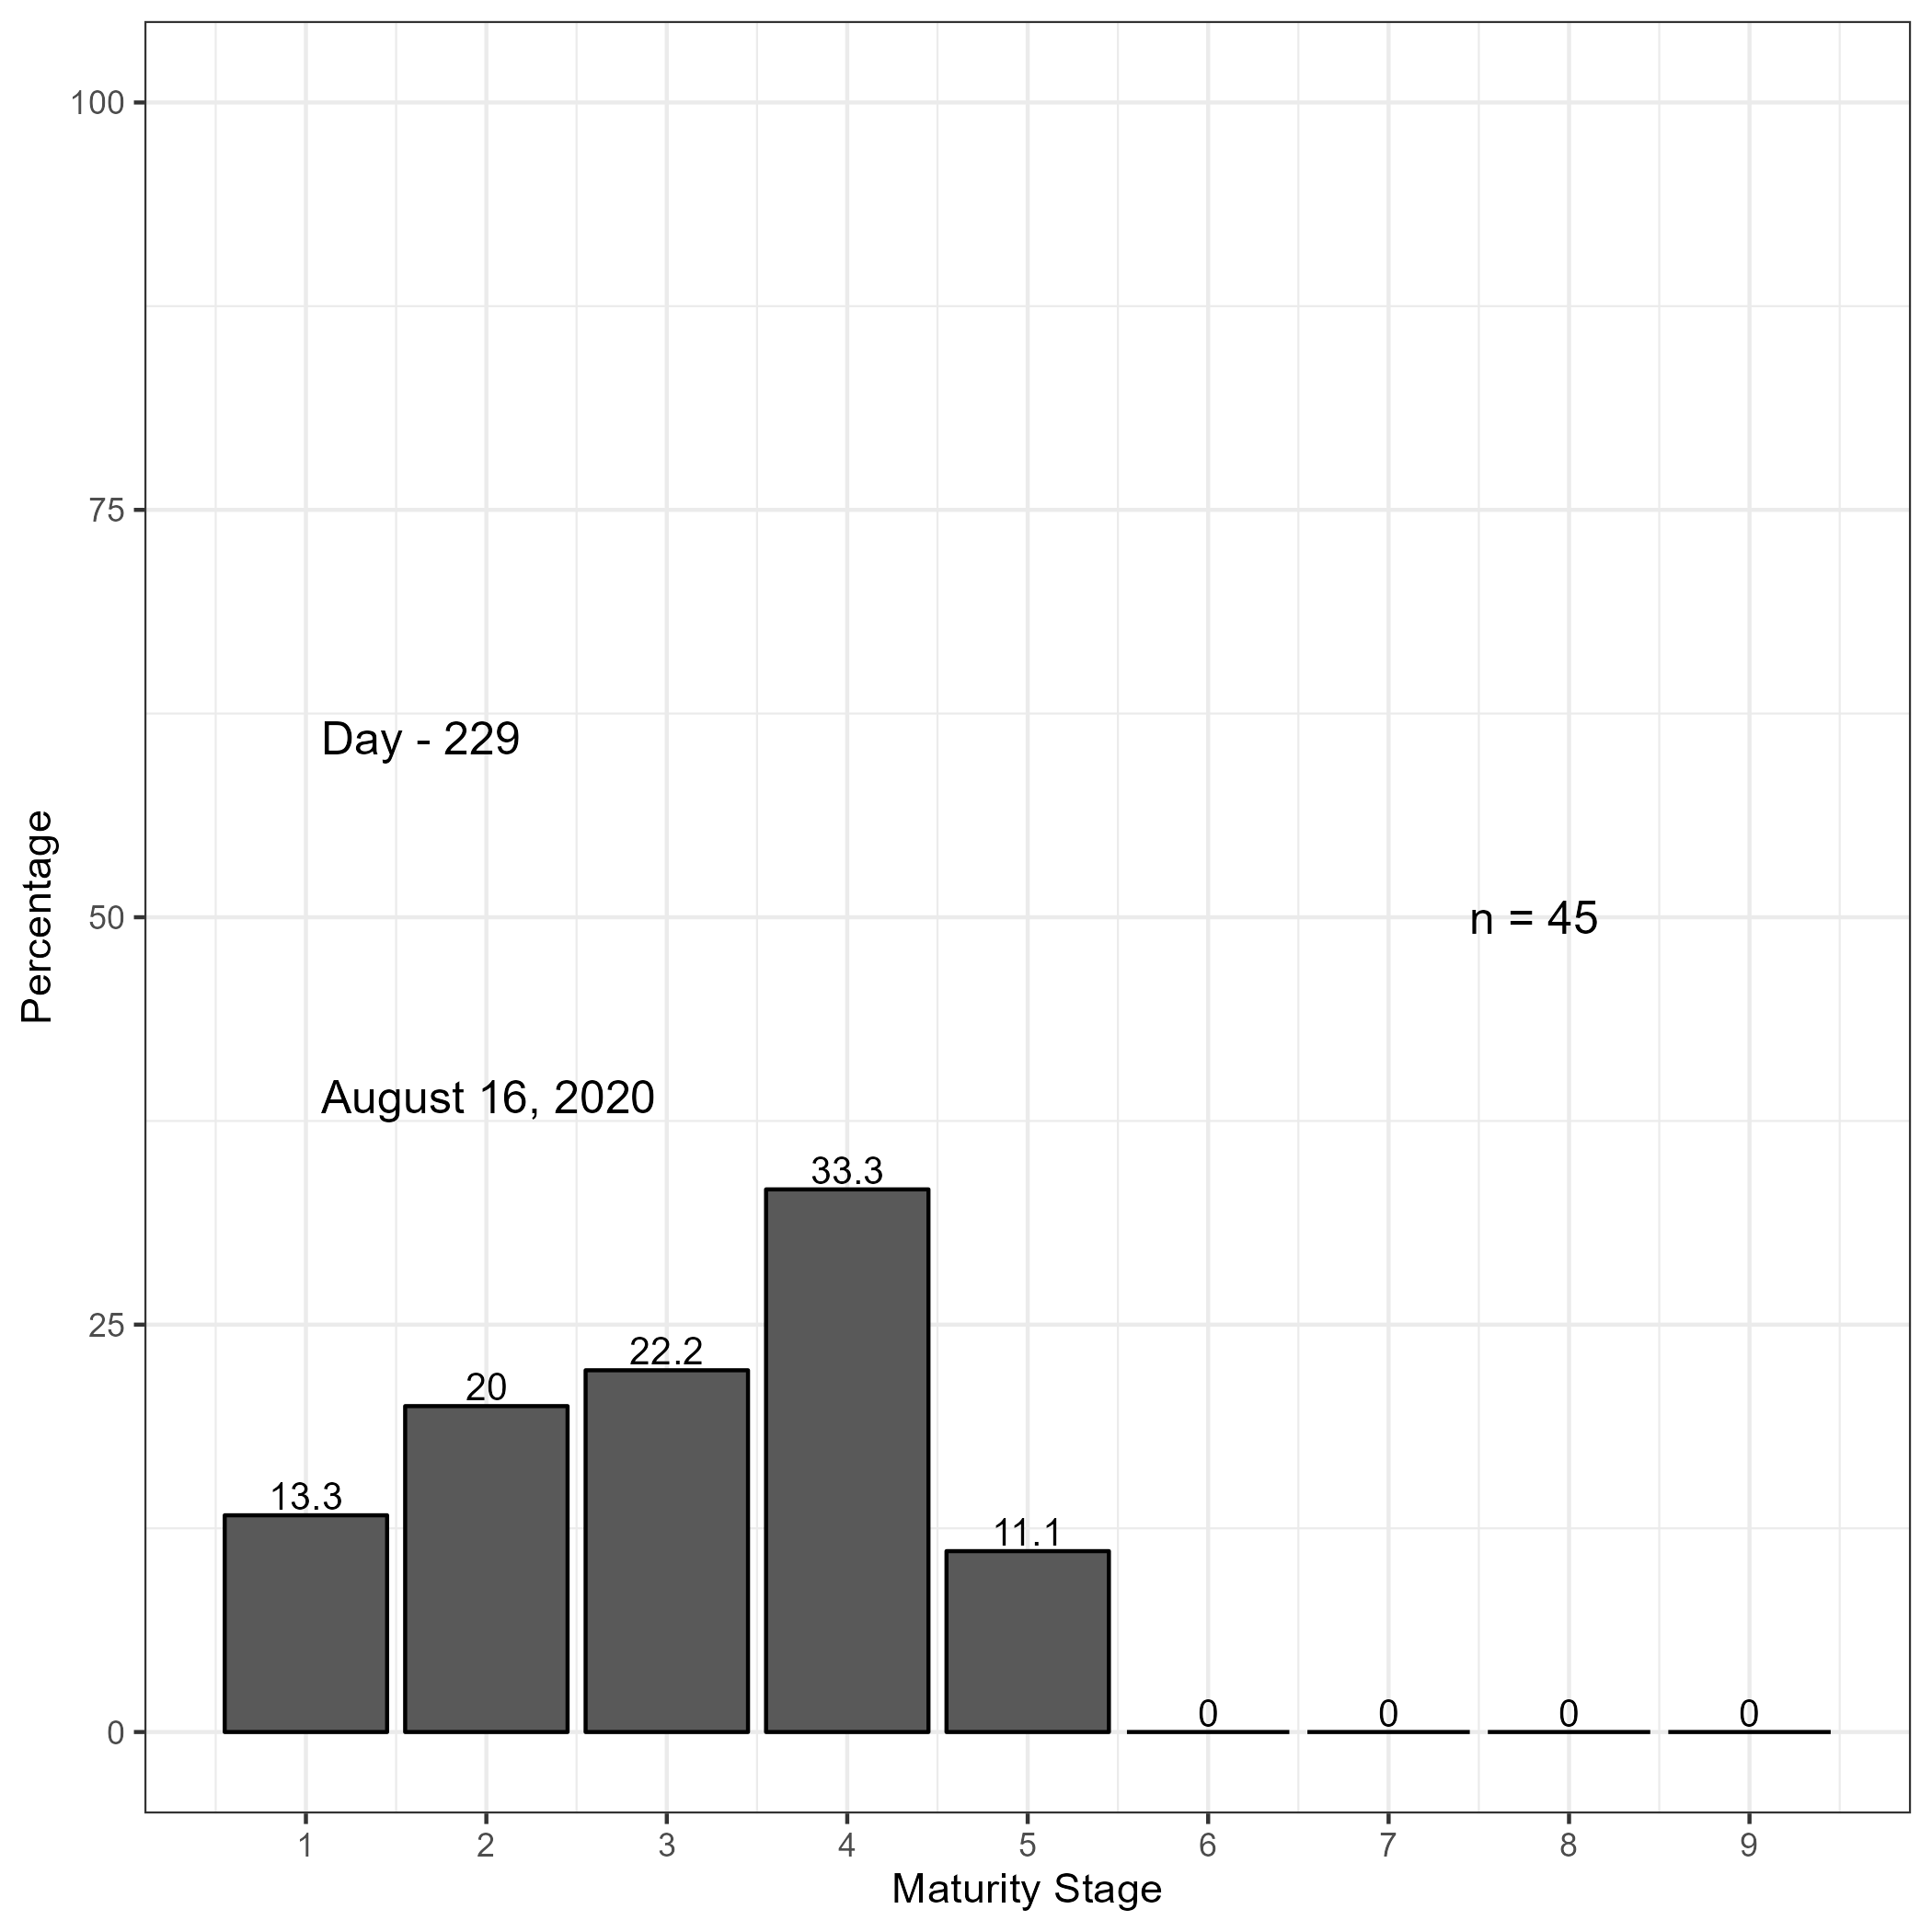 100
75
Day - 229
Percentage
50
n = 45
August 16, 2020
33.3
25
22.2
20
13.3
11.1
0 0 0 0
0
1 2 3 4 5 6 7 8 9
Maturity Stage